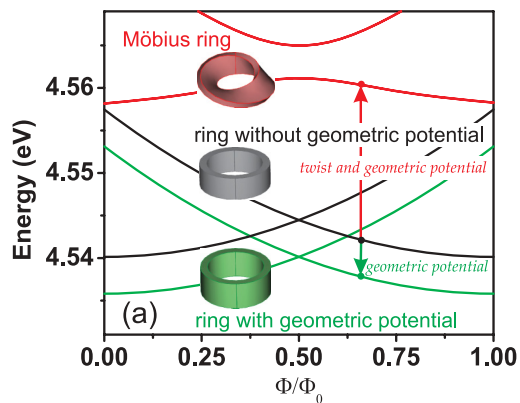 Möbius ring
4.56
ring without geometric potential
twist and geometric potential
4.55
Energy (eV)
4.54
geometric potential
(a)
ring with geometric potential
0.00
0.25
0.50
0.75
1.00
Φ/Φ0